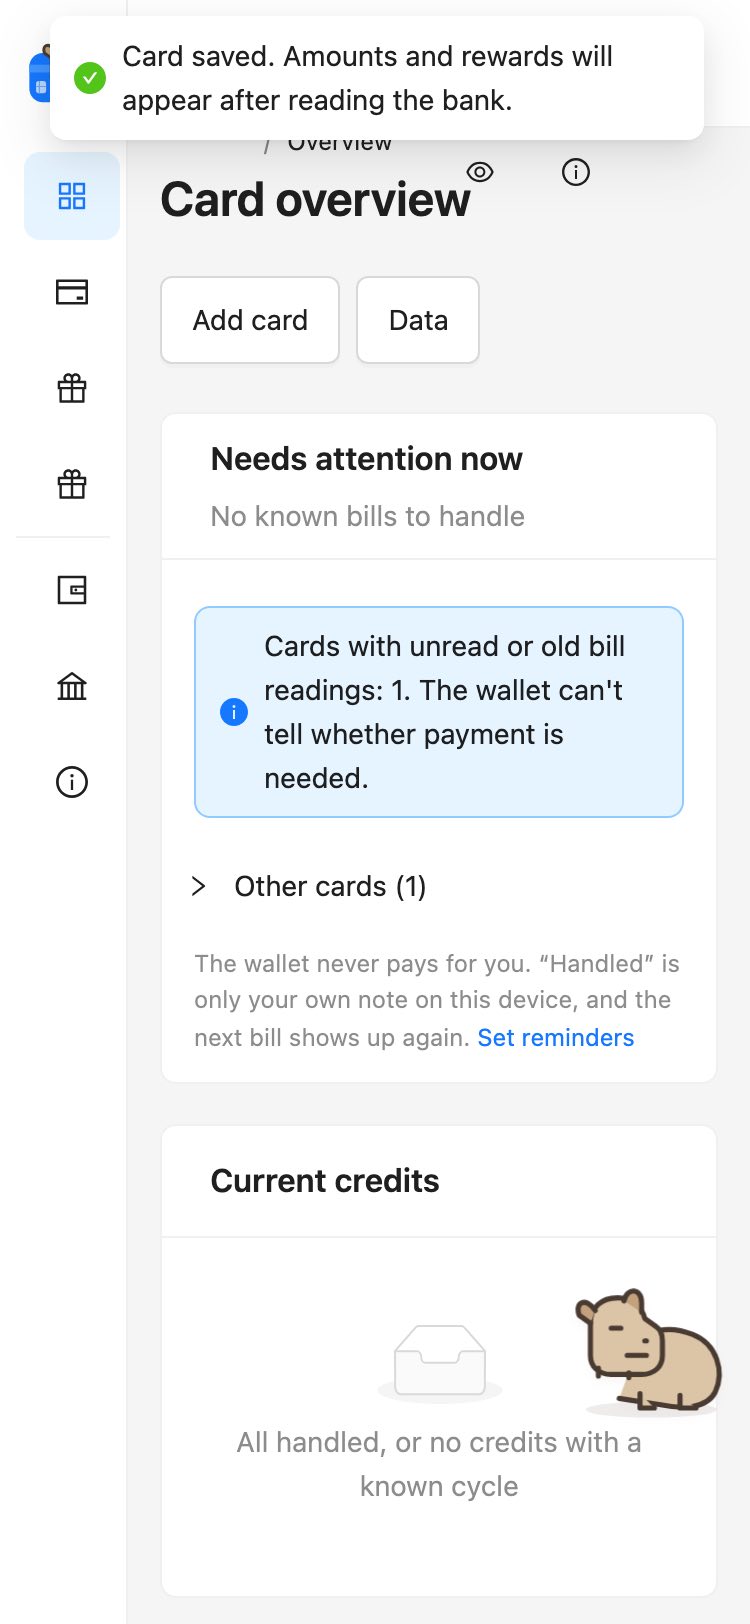 Card saved. Amounts and rewards will
appear after reading the bank.
/ Overview
Card overview
Add card
Data
Needs attention now
No known bills to handle
Cards with unread or old bill
readings: 1. The wallet can't
tell whether payment is
needed.
Other cards (1)
The wallet never pays for you. “Handled” is
only your own note on this device, and the
next bill shows up again. Set reminders
Current credits
All handled, or no credits with a
known cycle